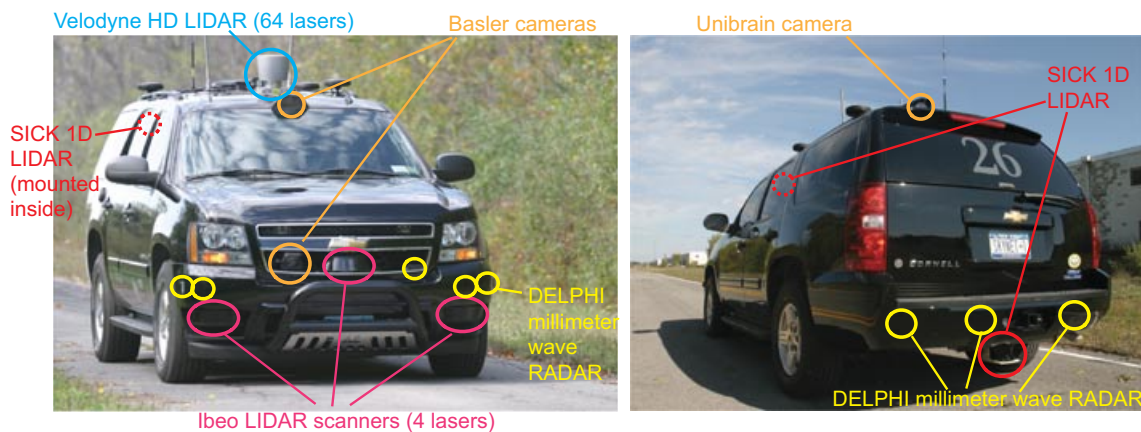 Velodyne HD LIDAR (64 lasers)
Basler cameras
SICK 1D
LIDAR
(mounted
inside)
DELPHI
millimeter
wave
RADAR
Ibeo LIDAR scanners (4 lasers)
Unibrain camera
SICK 1D
LIDAR
26
CORNELL
DELPHI millimeter wave RADAR